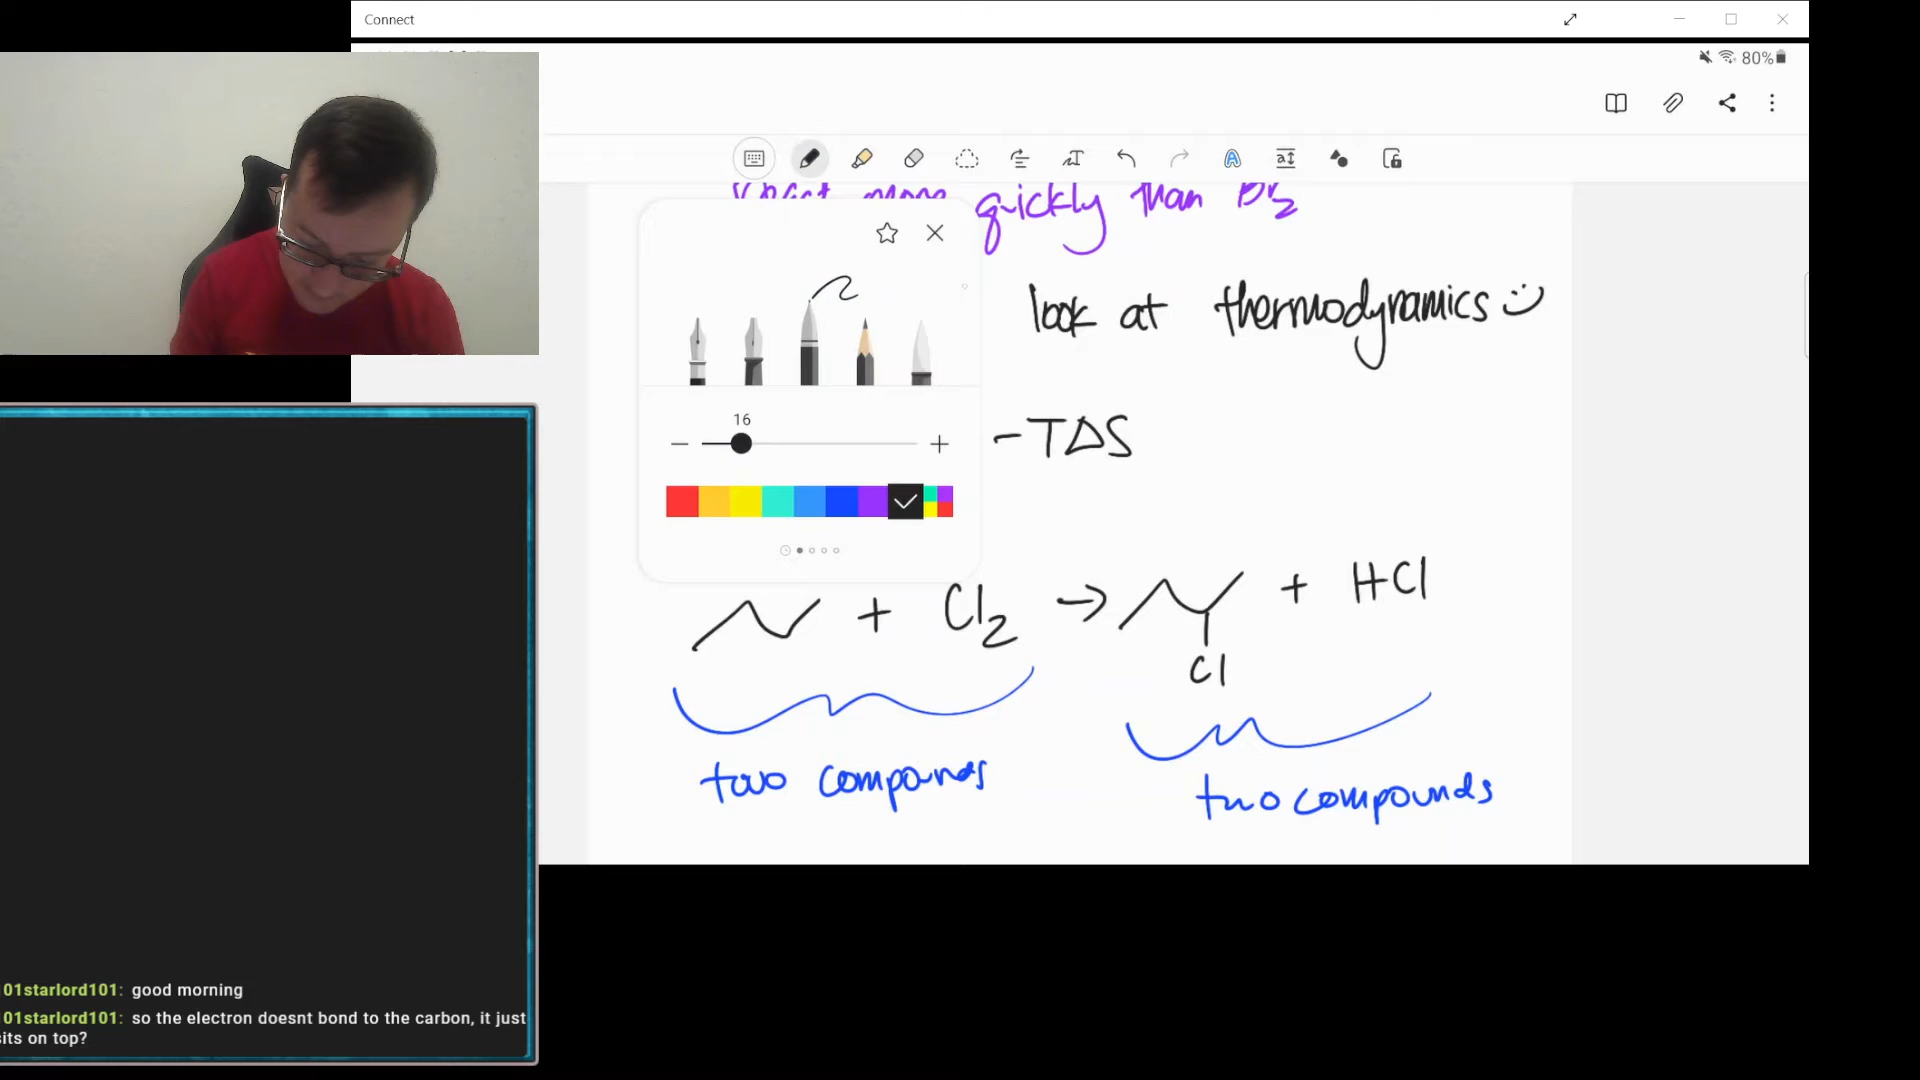 Connect
80%
quickly than Br2
look at thermodynamics
16
-TΔS
+ Cl2 → + HCl
Cl
two compounds
two compounds
01starlord101: good morning
01starlord101: so the electron doesnt bond to the carbon, it just
sits on top?